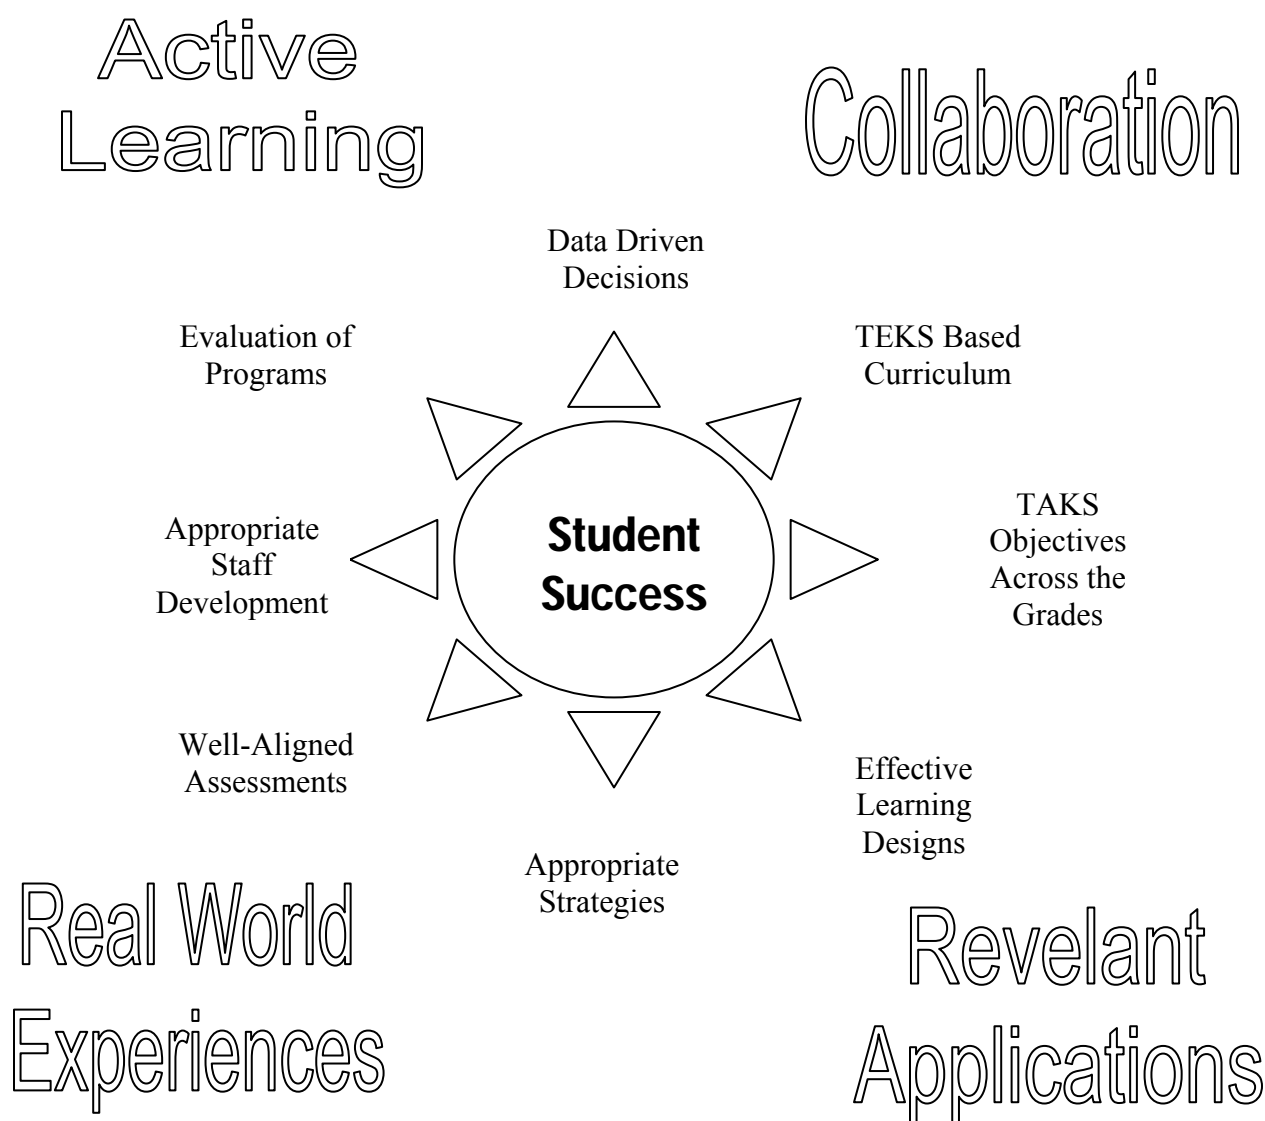 Active
Learning
Collaboration
Data Driven
Decisions
Evaluation of
Programs
TEKS Based
Curriculum
TAKS
Objectives
Across the
Grades
Appropriate
Staff
Development
Student
Success
Well-Aligned
Assessments
Effective
Learning
Designs
Appropriate
Strategies
Real World
Experiences
Revelant
Applications